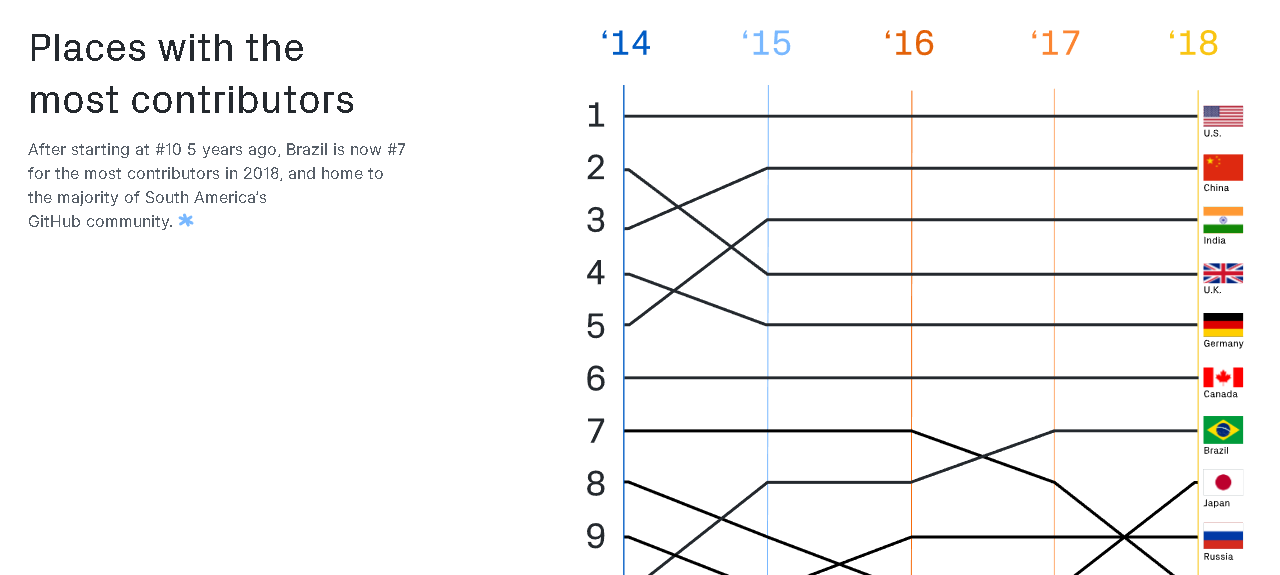 Places with the
most contributors
After starting at #10 5 years ago, Brazil is now #7
for the most contributors in 2018, and home to
the majority of South America's
GitHub community. *
‘14 ‘15 ‘16 ‘17 ‘18
1
U.S.
2
China
3
India
4
U.K.
5
Germany
6
Canada
7
Brazil
8
Japan
9
Russia